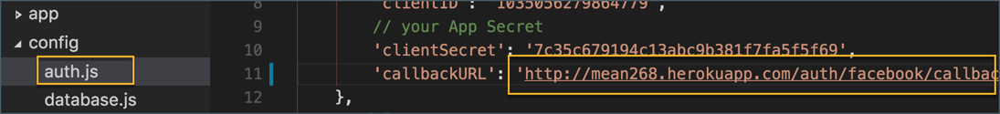 app
config
auth.js
database.js
8 'clientID' : '1035056279864779',
9 // your App Secret
10 'clientSecret': '7c35c679194c13abc9b381f7fa5f5f69',
11 'callbackURL': 'http://mean268.herokuapp.com/auth/facebook/callbac
12 },